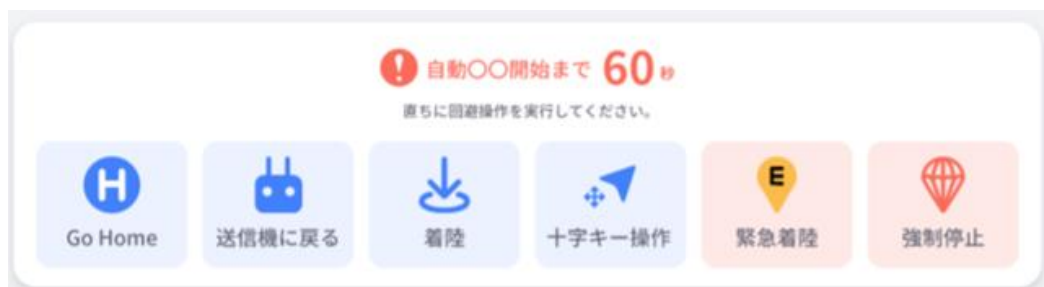 自動〇〇開始まで 60 秒
直ちに回避操作を実行してください。
H
E
Go Home
送信機に戻る
着陸
十字キー操作
緊急着陸
強制停止